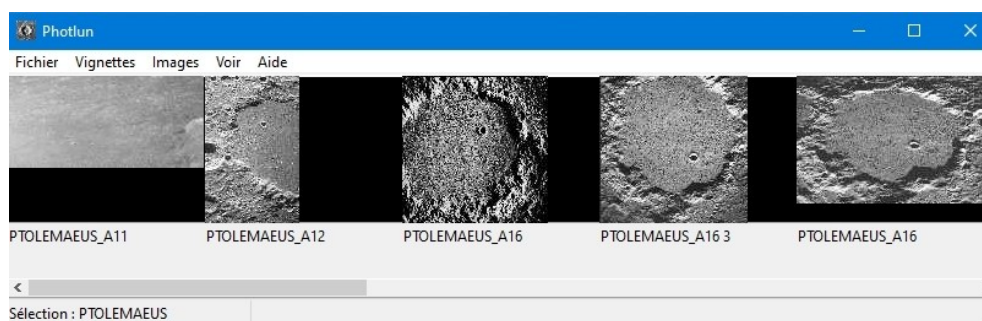 Photlun
Fichier Vignettes Images Voir Aide
PTOLEMAEUS_A11 PTOLEMAEUS_A12 PTOLEMAEUS_A16 PTOLEMAEUS_A16 3 PTOLEMAEUS_A16
Sélection : PTOLEMAEUS